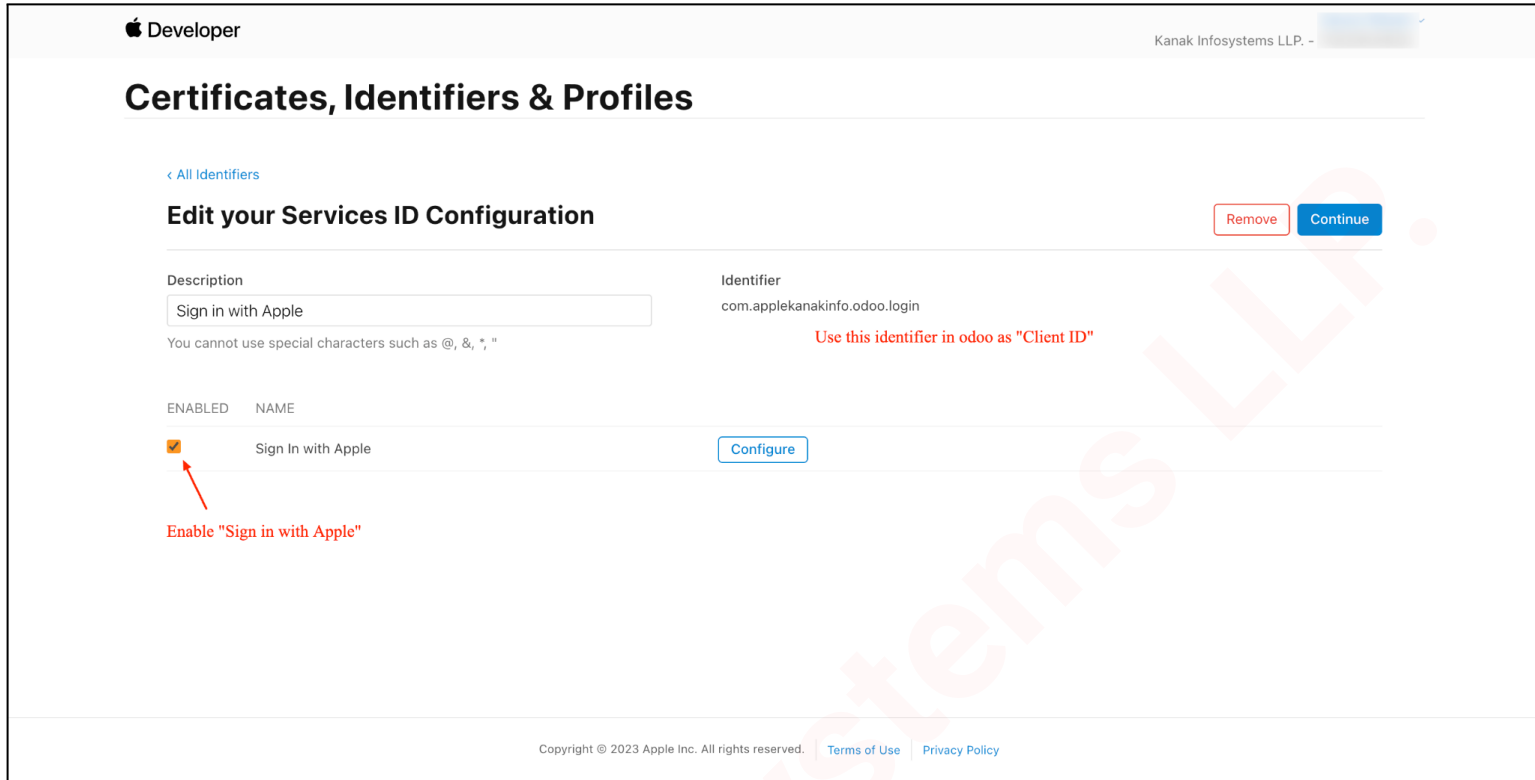 Developer
Kanak Infosystems LLP. -
Certificates, Identifiers & Profiles
‹ All Identifiers
Edit your Services ID Configuration
Remove
Continue
Description
Identifier
Sign in with Apple
com.applekanakinfo.odoo.login
You cannot use special characters such as @, &, *, "
Use this identifier in odoo as "Client ID"
ENABLED NAME
Sign In with Apple
Configure
Enable "Sign in with Apple"
stems LLP.
Copyright © 2023 Apple Inc. All rights reserved. Terms of Use Privacy Policy